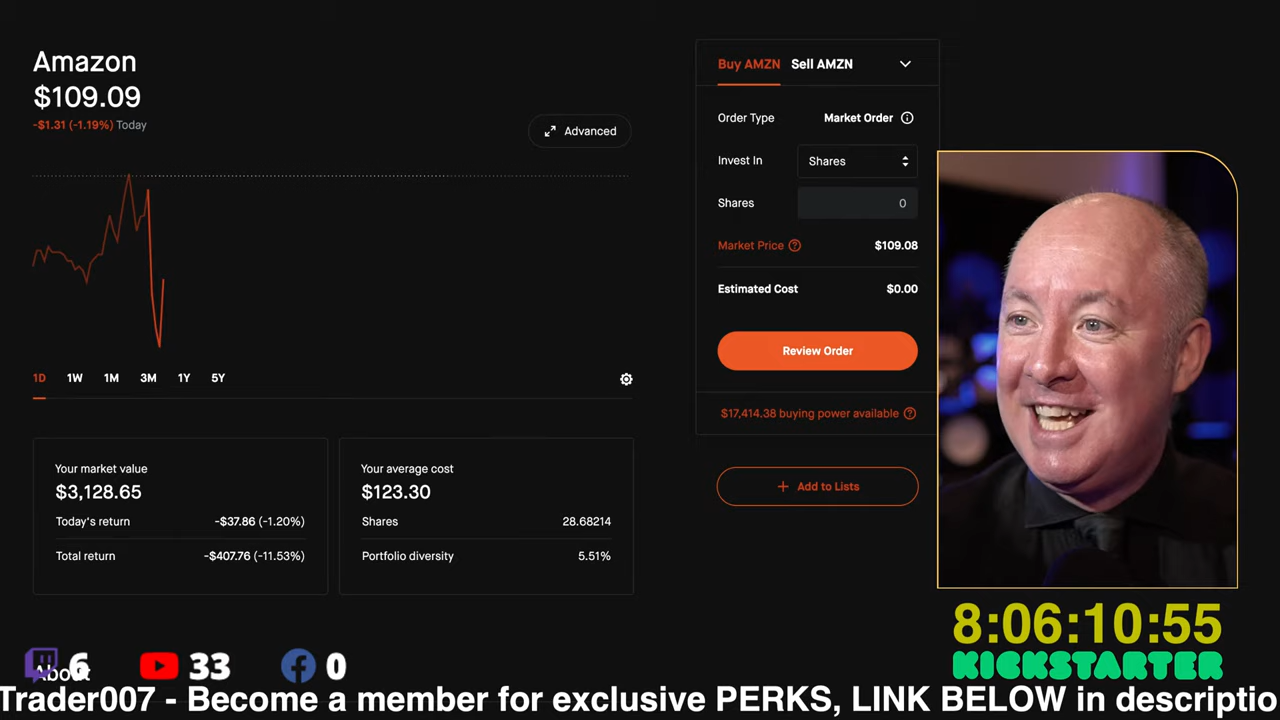 Amazon
$109.09
-$1.31 (-1.19%) Today
Advanced
1D 1W 1M 3M 1Y 5Y
Your market value
$3,128.65
Today's return -$37.86 (-1.20%)
Total return -$407.76 (-11.53%)
Your average cost
$123.30
Shares 28.68214
Portfolio diversity 5.51%
About
Buy AMZN Sell AMZN
Order Type Market Order
Invest In Shares
Shares 0
Market Price $109.08
Estimated Cost $0.00
Review Order
$17,414.38 buying power available
+ Add to Lists
8:06:10:55
KICKSTARTER
6 33 0
Trader007 - Become a member for exclusive PERKS, LINK BELOW in descriptio